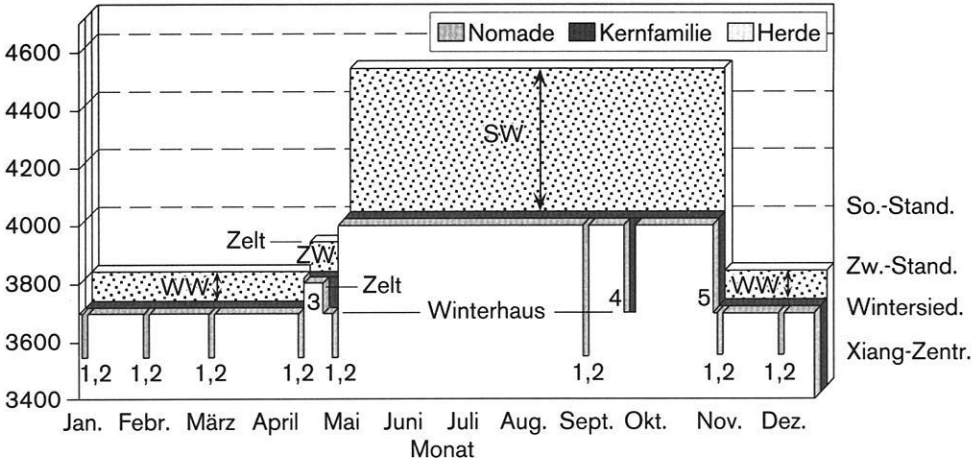 4600
4400
4200
4000
3800
3600
3400
Nomade Kernfamilie Herde
SW
So.-Stand.
Zelt
ZW
Zw.-Stand.
WW
Zelt
WW
3
4
5
Winterhaus
Wintersied.
Xiang-Zentr.
1,2 1,2 1,2 1,2 1,2 1,2 1,2 1,2
Jan. Febr. März April Mai Juni Juli Aug. Sept. Okt. Nov. Dez.
Monat